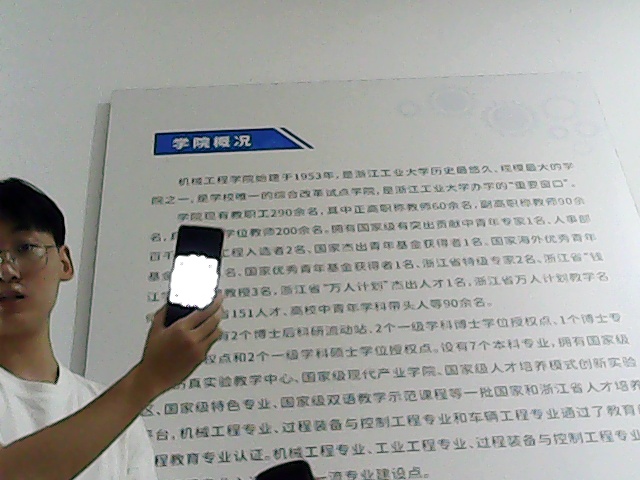 学院概况
机械工程学院始建于1953年，是浙江工业大学历史最悠久、规模最大的学
院之一，是学校唯一的综合改革试点学院，是浙江工业大学办学的“重要窗口”。
学院现有教职工290余名，其中正高职称教师60余名，副高职称教师90余
名，学位教师200余名。拥有国家级有突出贡献中青年专家1名、人事部
百千工程入选者2名、国家杰出青年基金获得者1名、国家海外优秀青年
基金名、国家优秀青年基金获得者1名、浙江省特级专家2名、浙江省“钱
江学教授3名，浙江省“万人计划”杰出人才1名，浙江省万人计划教学名
省151人才、高校中青年学科带头人等90余名。
有2个博士后科研流动站、2个一级学科博士学位授权点、1个博士专
权点和2个一级学科硕士学位授权点。设有7个本科专业，拥有国家级
仿真实验教学中心、国家级现代产业学院、国家级人才培养模式创新实验
区、国家级特色专业、国家级双语教学示范课程等一批国家和浙江省人才培养
平台，机械工程专业、过程装备与控制工程专业和车辆工程专业通过了教育
程教育专业认证。机械工程专业、工业工程专业、过程装备与控制工程专业
一流专业建设点。